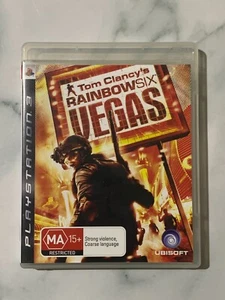 PLAYSTATION 3
Tom Clancy's
RAINBOWSIX
VEGAS
MA 15+
RESTRICTED
Strong violence,
Coarse language
UBISOFT